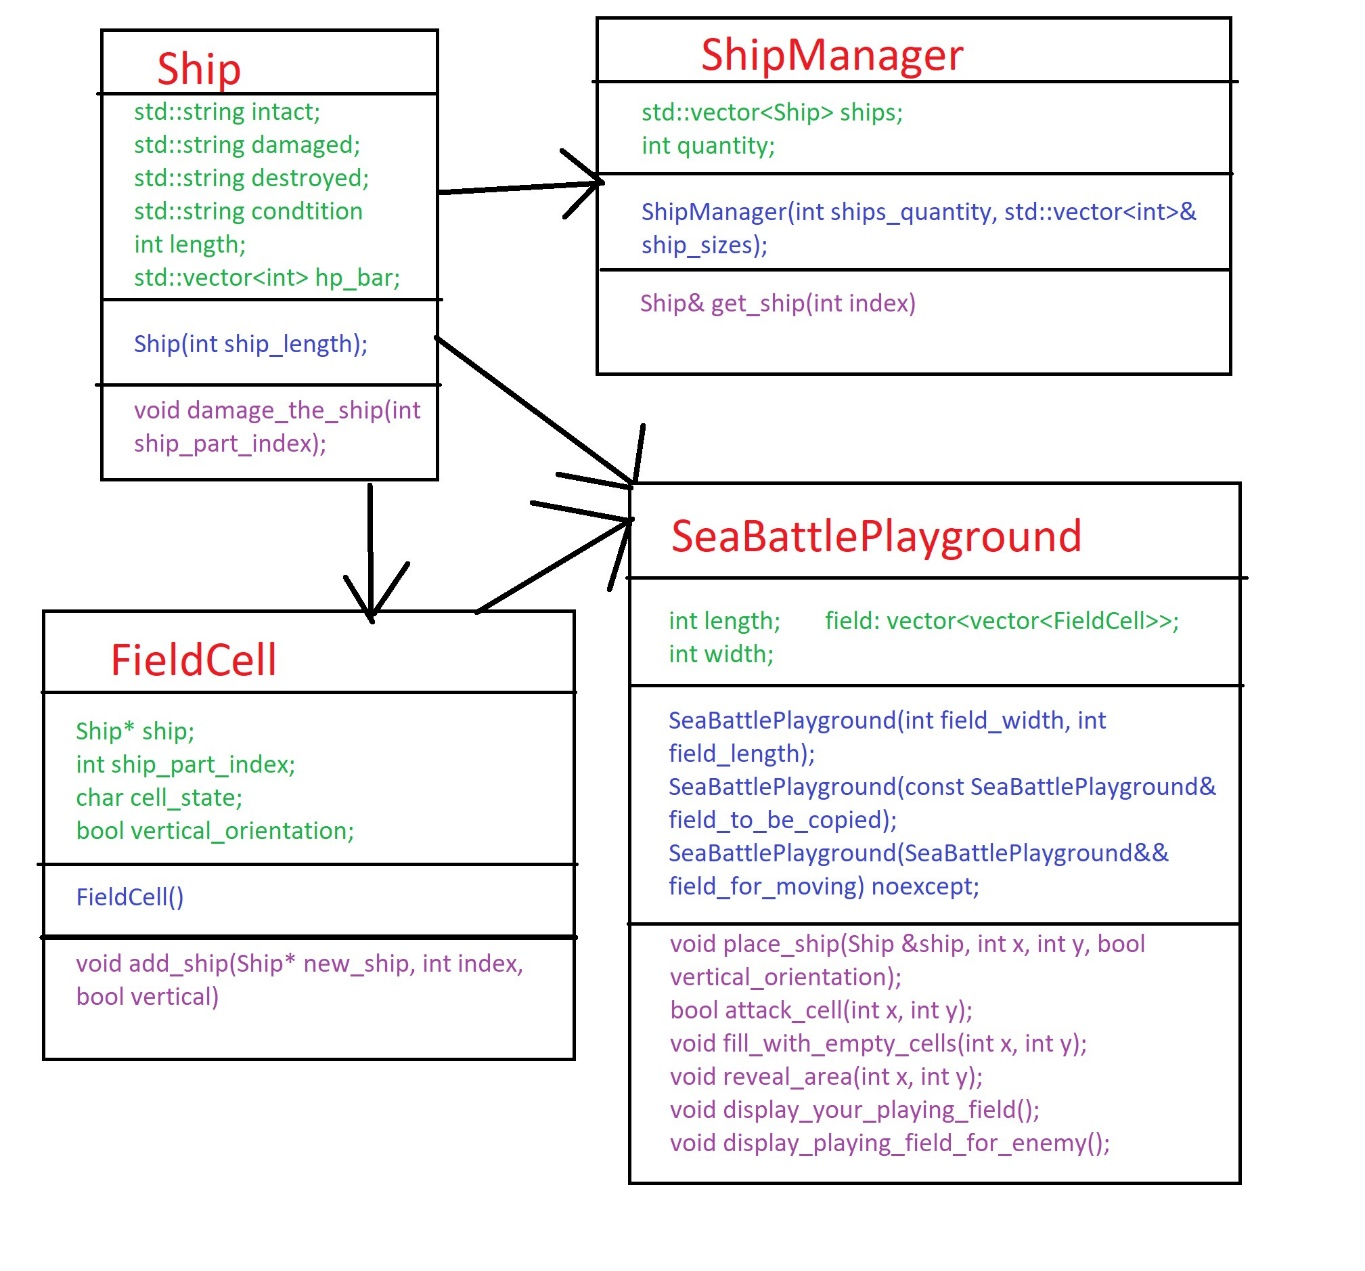 Ship
std::string intact;
std::string damaged;
std::string destroyed;
std::string condtition
int length;
std::vector<int> hp_bar;
Ship(int ship_length);
void damage_the_ship(int
ship_part_index);
ShipManager
std::vector<Ship> ships;
int quantity;
ShipManager(int ships_quantity, std::vector<int>&
ship_sizes);
Ship& get_ship(int index)
FieldCell
Ship* ship;
int ship_part_index;
char cell_state;
bool vertical_orientation;
FieldCell()
void add_ship(Ship* new_ship, int index,
bool vertical)
SeaBattlePlayground
int length; field: vector<vector<FieldCell>>;
int width;
SeaBattlePlayground(int field_width, int
field_length);
SeaBattlePlayground(const SeaBattlePlayground&
field_to_be_copied);
SeaBattlePlayground(SeaBattlePlayground&&
field_for_moving) noexcept;
void place_ship(Ship &ship, int x, int y, bool
vertical_orientation);
bool attack_cell(int x, int y);
void fill_with_empty_cells(int x, int y);
void reveal_area(int x, int y);
void display_your_playing_field();
void display_playing_field_for_enemy();